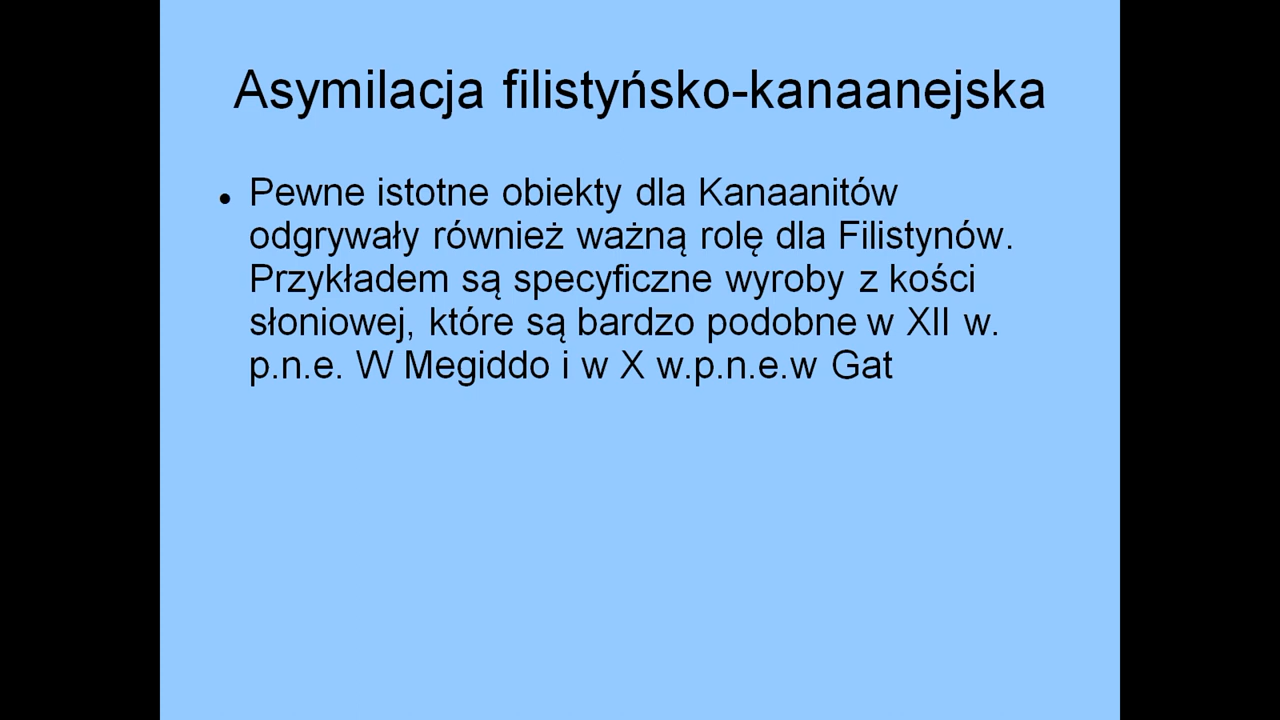 Asymilacja filistyńsko-kanaanejska
● Pewne istotne obiekty dla Kanaanitów
odgrywały również ważną rolę dla Filistynów.
Przykładem są specyficzne wyroby z kości
słoniowej, które są bardzo podobne w XII w.
p.n.e. W Megiddo i w X w.p.n.e.w Gat